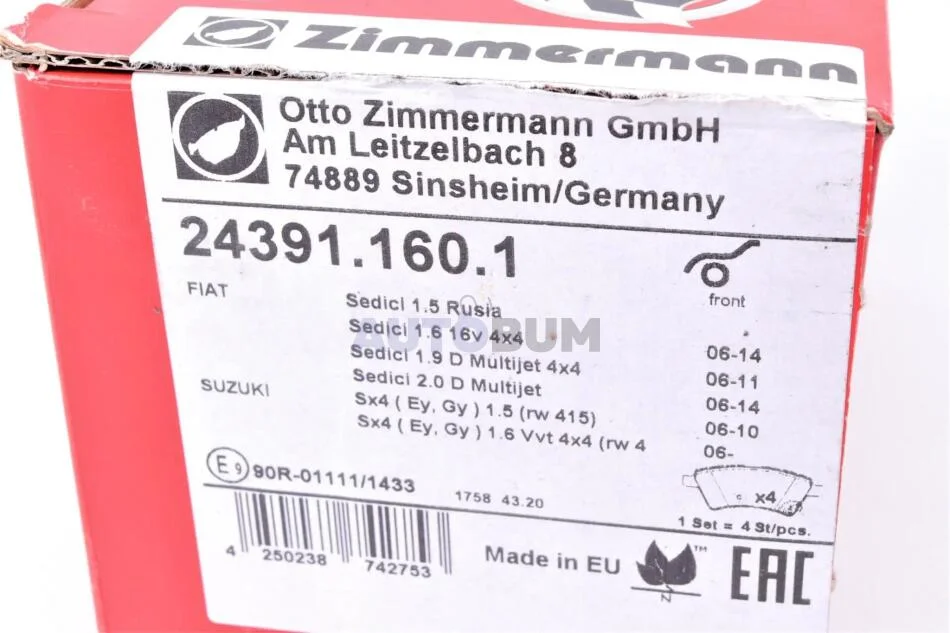 Zimmermann
Otto Zimmermann GmbH
Am Leitzelbach 8
74889 Sinsheim/Germany
24391.160.1
front
FIAT
Sedici 1.5 Rusia
Sedici 1.6 16v 4x4
06-14
Sedici 1.9 D Multijet 4x4
06-11
Sedici 2.0 D Multijet
06-14
SUZUKI
Sx4 ( Ey, Gy ) 1.5 (rw 415)
06-10
Sx4 ( Ey, Gy ) 1.6 Vvt 4x4 (rw 4
06-
AUTOBUM
E9 90R-01111/1433
1758 43.20
x4
1 Set = 4 St/pcs.
4 250238 742753
Made in EU
TM
N
EAC